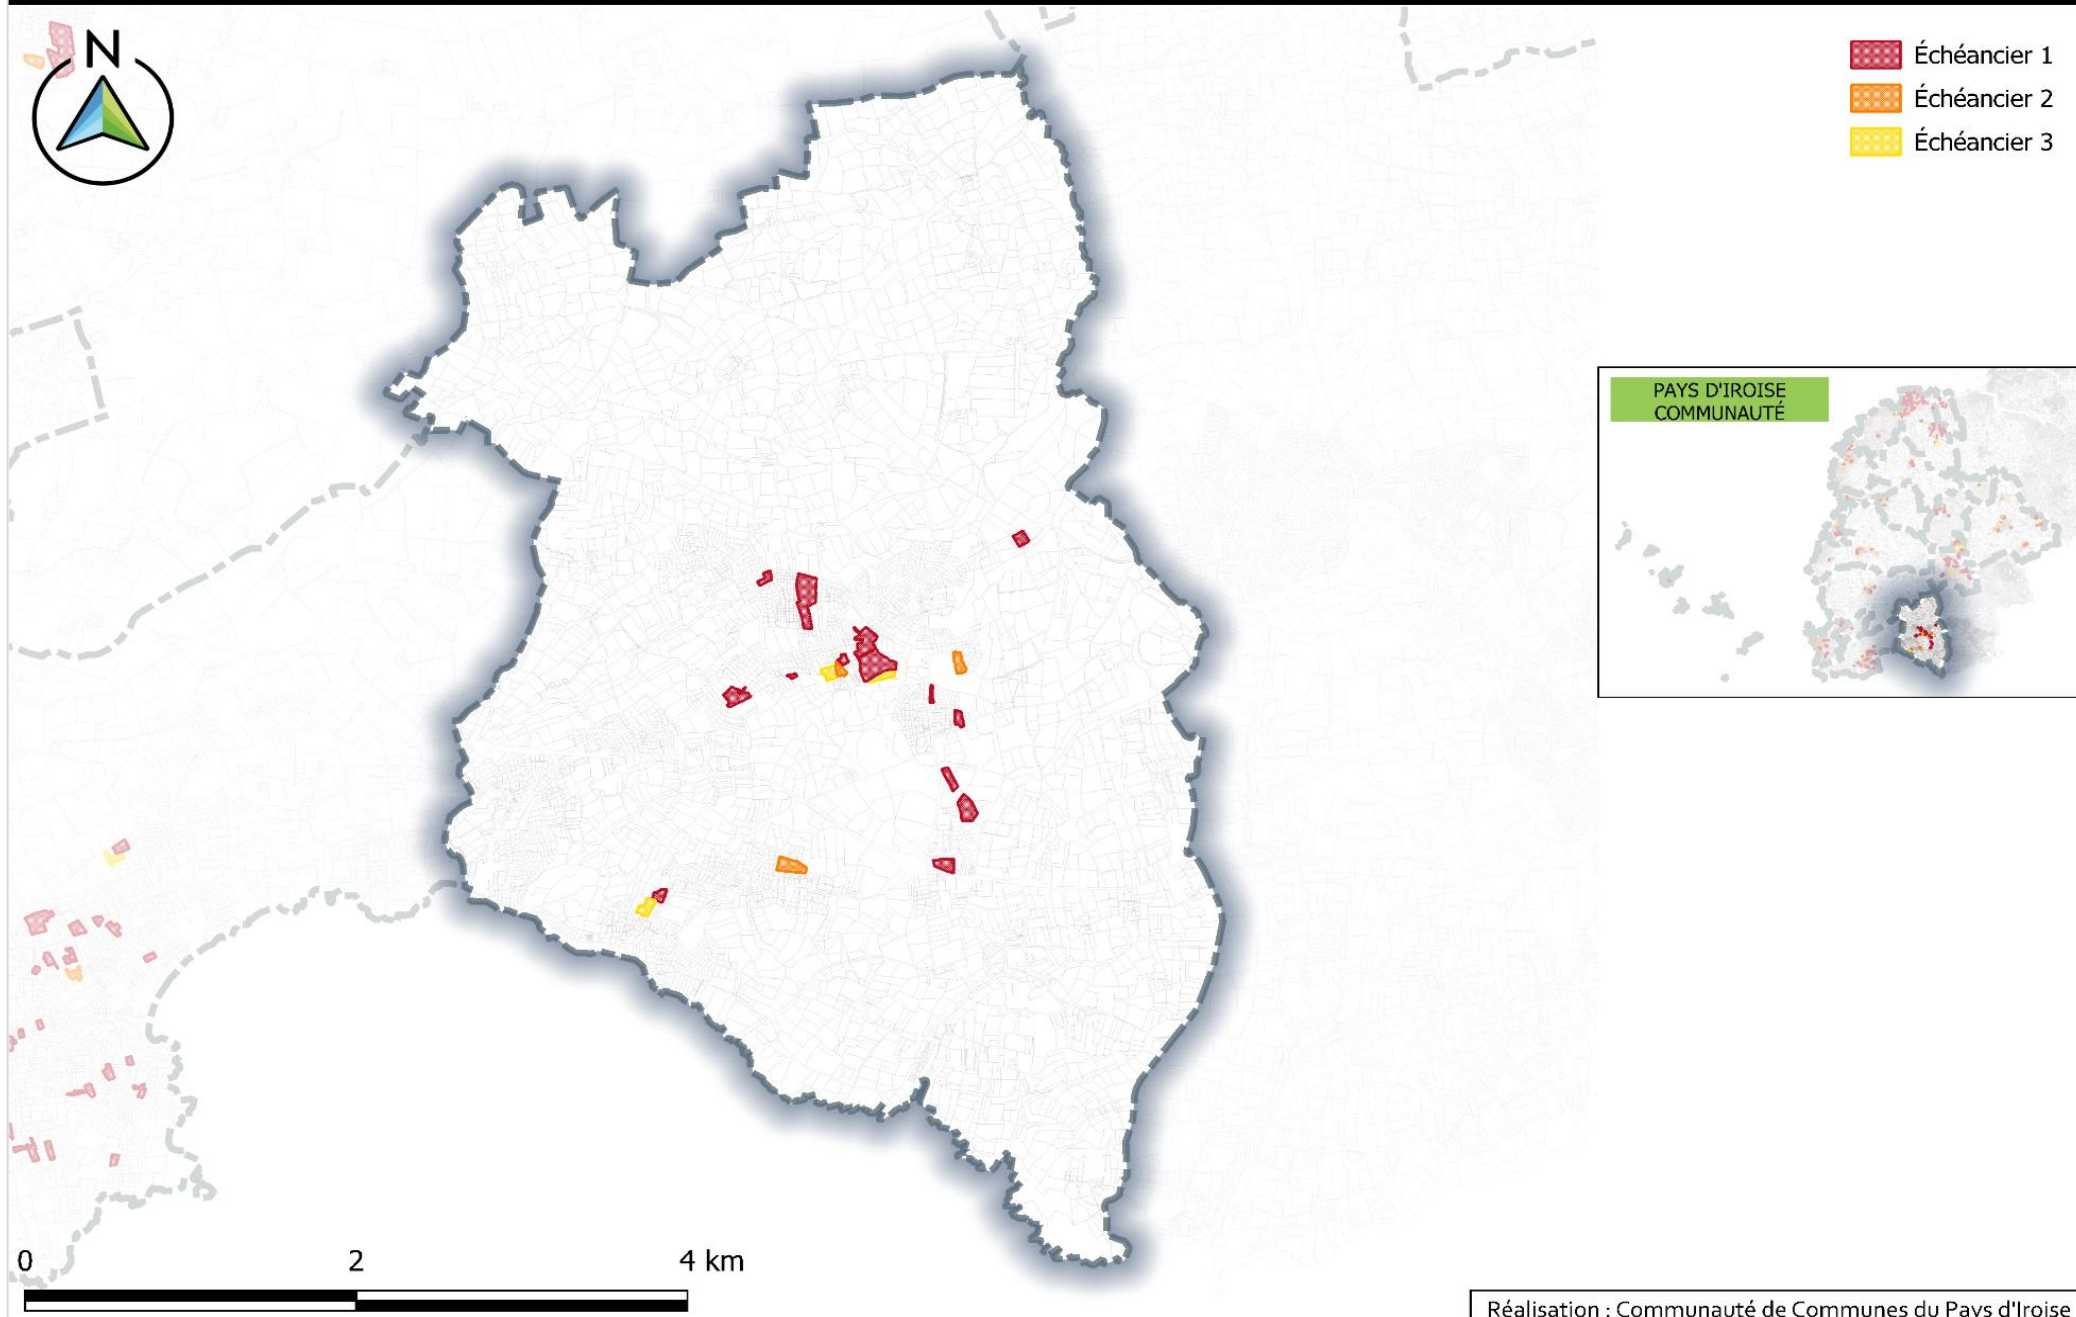 N
Échéancier 1
Échéancier 2
Échéancier 3
PAYS D'IROISE
COMMUNAUTÉ
0 2 4 km
Réalisation : Communauté de Communes du Pays d'Iroise